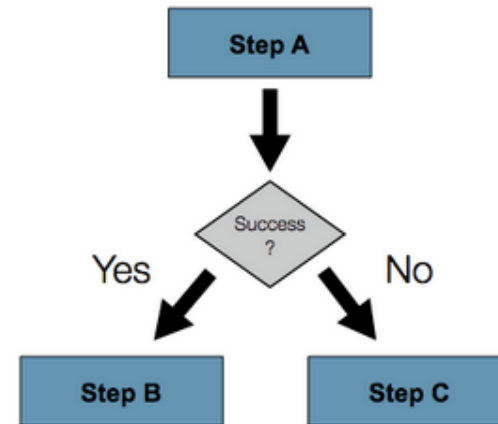 Step A
Success
?
Yes
No
Step B
Step C